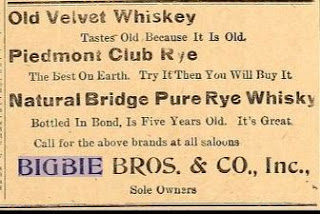 Old Velvet Whiskey
Tastes Old Because It Is Old.
Piedmont Club Rye
The Best On Earth. Try It Then You Will Buy It
Natural Bridge Pure Rye Whisky
Bottled In Bond, Is Five Years Old. It's Great.
Call for the above brands at all saloons
BIGBIE BROS. & CO., Inc.,
Sole Owners